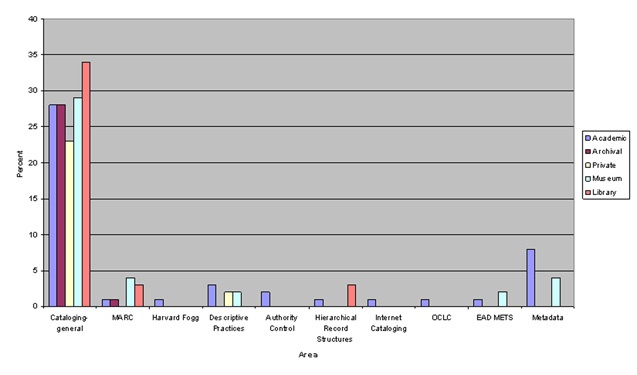 40
35
30
25
20
15
10
5
0
Percent
Cataloging-
general
MARC
Harvard Fogg
Descriptive
Practices
Authority
Control
Hierarchical
Record
Structures
Internet
Cataloging
OCLC
EAD METS
Metadata
Area
Academic
Archival
Private
Museum
Library